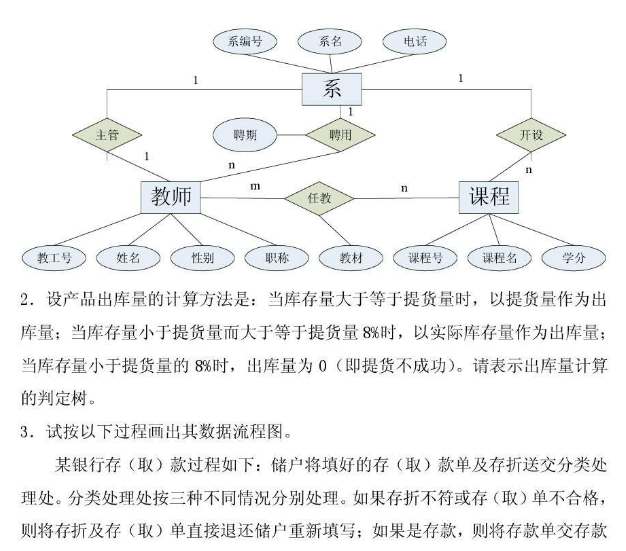 系编号 系名 电话
1 系 1
主管 聘期 1 聘用 开设
1 n n
教师 m 任教 n 课程
教工号 姓名 性别 职称 教材 课程号 课程名 学分
2. 设产品出库量的计算方法是：当库存量大于等于提货量时，以提货量作为出
库量；当库存量小于提货量而大于等于提货量 8%时，以实际库存量作为出库量；
当库存量小于提货量的 8%时，出库量为 0（即提货不成功）。请表示出库量计算
的判定树。
3. 试按以下过程画出其数据流程图。
某银行存（取）款过程如下：储户将填好的存（取）款单及存折送交分类处
理处。分类处理处按三种不同情况分别处理。如果存折不符或存（取）单不合格，
则将存折及存（取）单直接退还储户重新填写；如果是存款，则将存款单交存款